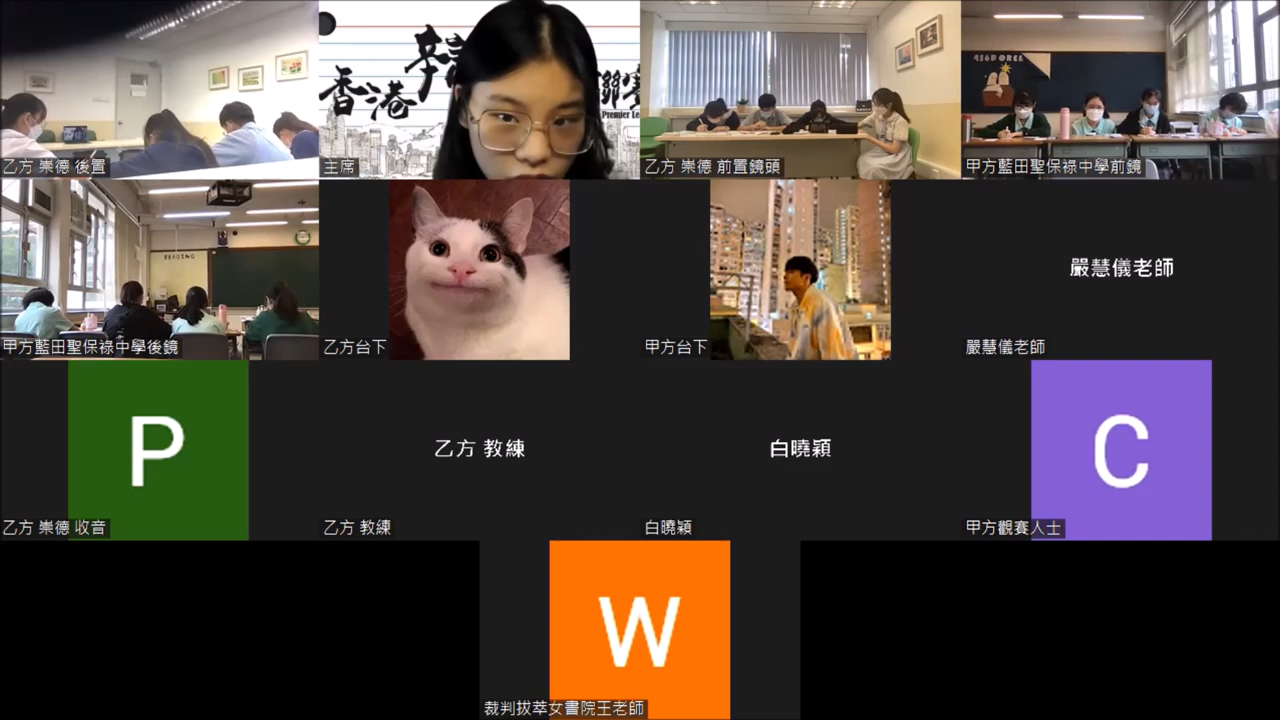 乙方 崇德 後置
香港
辛
聯賽
Premier Le
主席
乙方 崇德 前置鏡頭
456D OREL
甲方藍田聖保祿中學前鏡
READING
甲方藍田聖保祿中學後鏡
乙方台下
甲方台下
嚴慧儀老師
嚴慧儀老師
P
乙方 崇德 收音
乙方 教練
乙方 教練
白曉穎
白曉穎
C
甲方觀賽人士
W
裁判拔萃女書院王老師